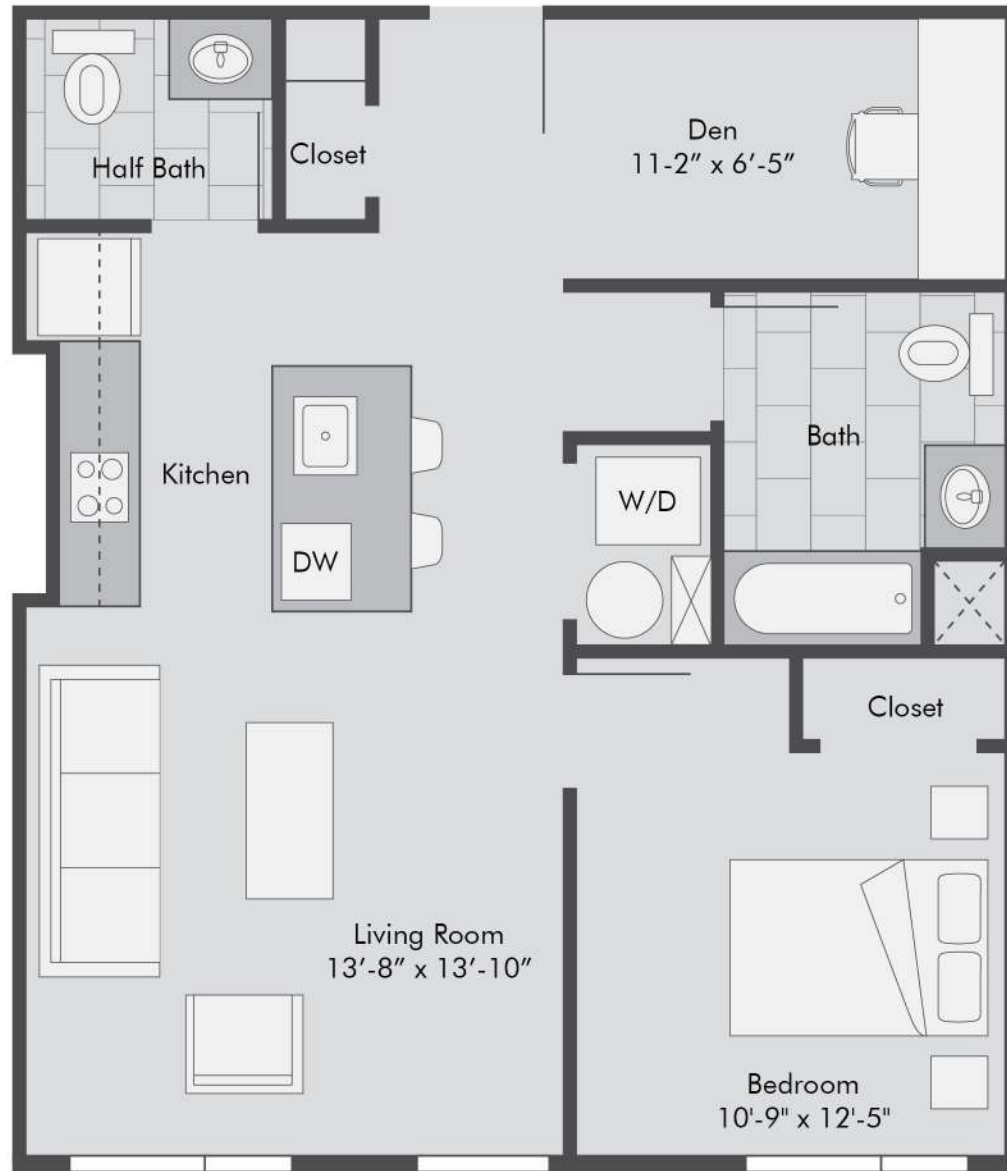 Half Bath
Closet
Den
11-2” x 6’-5”
Kitchen
DW
W/D
Bath
Closet
Living Room
13’-8” x 13’-10”
Bedroom
10'-9" x 12'-5"